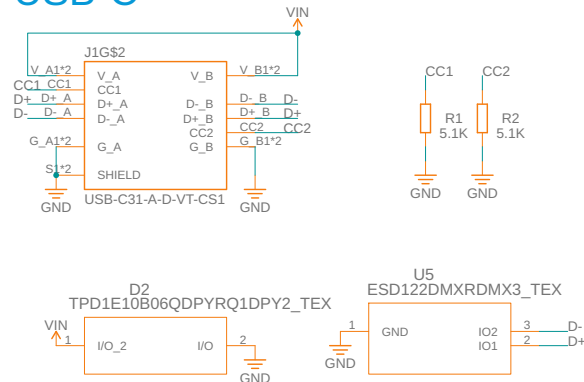 USB-C
VIN
J1G$2
V_A1*2 V_A V_B V_B1*2
CC1 CC1 CC1
D+ D+_A D+_A D-_B D-_B D-
D- D-_A D-_A D+_B D+_B D+
CC2 CC2 CC2
G_A1*2 G_A G_B G_B1*2
S1*2 SHIELD
USB-C31-A-D-VT-CS1
GND GND
CC1 CC2
R1 R2
5.1K 5.1K
GND GND
D2
TPD1E10B06QDPYRQ1DPY2_TEX
VIN
1 I/O_2 I/O 2
GND
U5
ESD122DMXRDMX3_TEX
1 GND IO2 3 D-
IO1 2 D+
GND